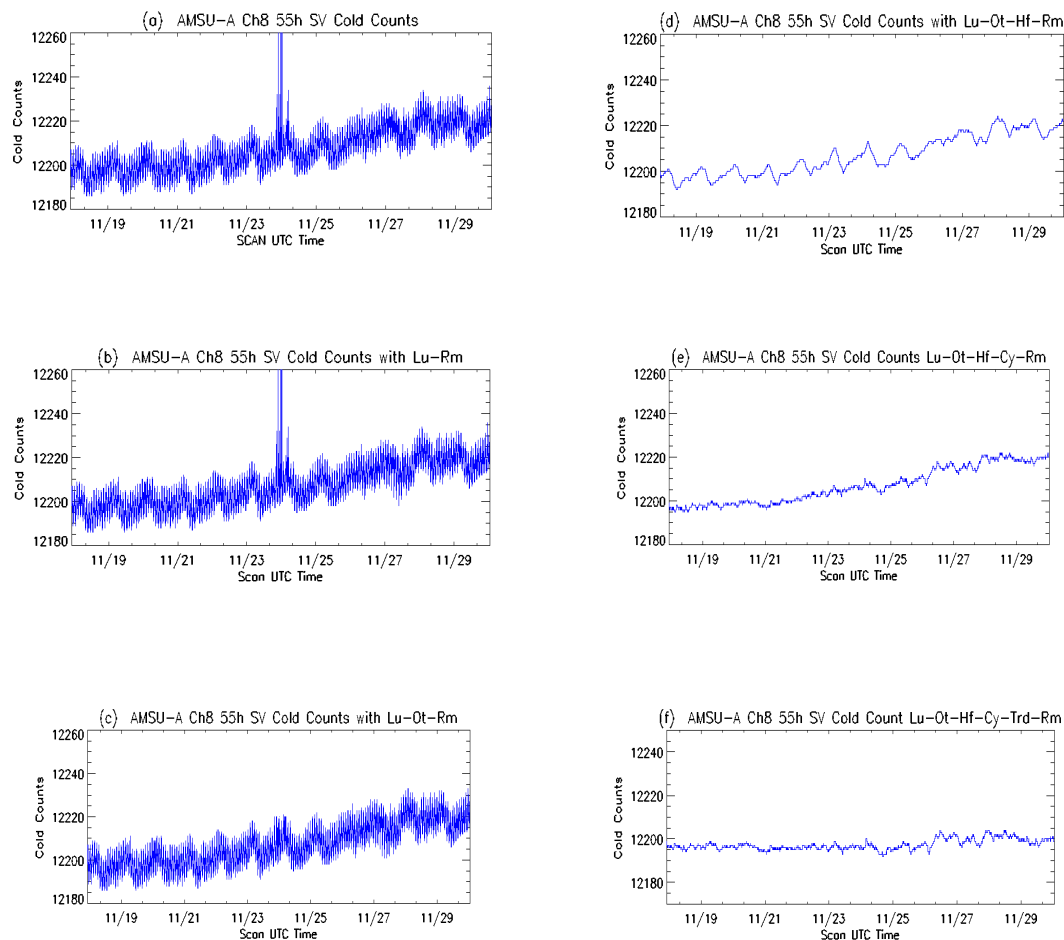 (a) AMSU-A Ch8 55h SV Cold Counts
12260
12240
12220
12200
12180
Cold Counts
11/19 11/21 11/23 11/25 11/27 11/29
SCAN UTC Time
(b) AMSU-A Ch8 55h SV Cold Counts with Lu-Rm
12260
12240
12220
12200
12180
Cold Counts
11/19 11/21 11/23 11/25 11/27 11/29
Scan UTC Time
(c) AMSU-A Ch8 55h SV Cold Counts with Lu-Ot-Rm
12260
12240
12220
12200
12180
Cold Counts
11/19 11/21 11/23 11/25 11/27 11/29
Scan UTC Time
(d) AMSU-A Ch8 55h SV Cold Counts with Lu-Ot-Hf-Rm
12260
12240
12220
12200
12180
Cold Counts
11/19 11/21 11/23 11/25 11/27 11/29
Scan UTC Time
(e) AMSU-A Ch8 55h SV Cold Counts Lu-Ot-Hf-Cy-Rm
12260
12240
12220
12200
12180
Cold Counts
11/19 11/21 11/23 11/25 11/27 11/29
Scan UTC Time
(f) AMSU-A Ch8 55h SV Cold Count Lu-Ot-Hf-Cy-Trd-Rm
12240
12220
12200
12180
Cold Counts
11/19 11/21 11/23 11/25 11/27 11/29
Scan UTC Time